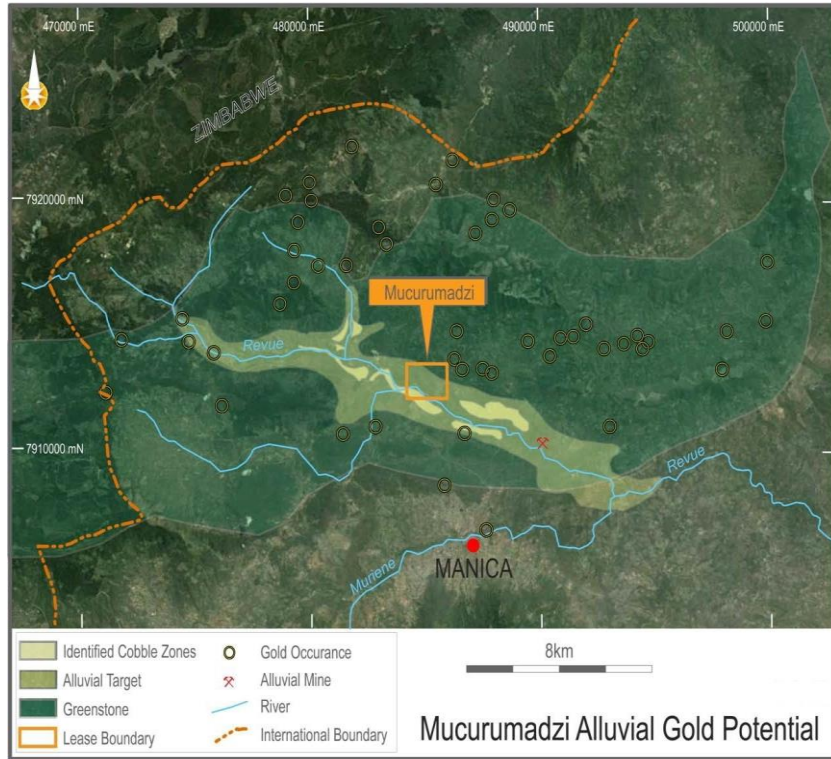 470000 mE 480000 mE 490000 mE 500000 mE
ZIMBABWE
7920000 mN
Mucurumadzi
Revue
7910000 mN
Revue
Muriene
MANICA
Identified Cobble Zones
Gold Occurance
Alluvial Target
Alluvial Mine
Greenstone
River
Lease Boundary
International Boundary
8km
Mucurumadzi Alluvial Gold Potential